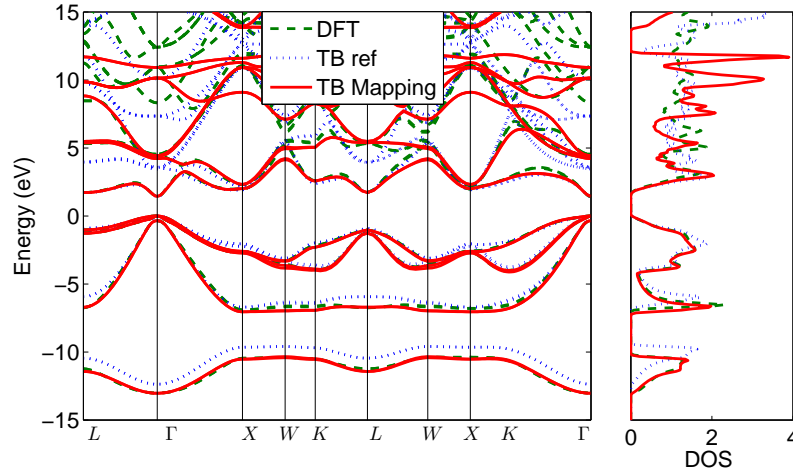 15
10
5
0
−5
−10
−15
Energy (eV)
DFT
TB ref
TB Mapping
L Γ X W K L W X K Γ
0 2 4
DOS